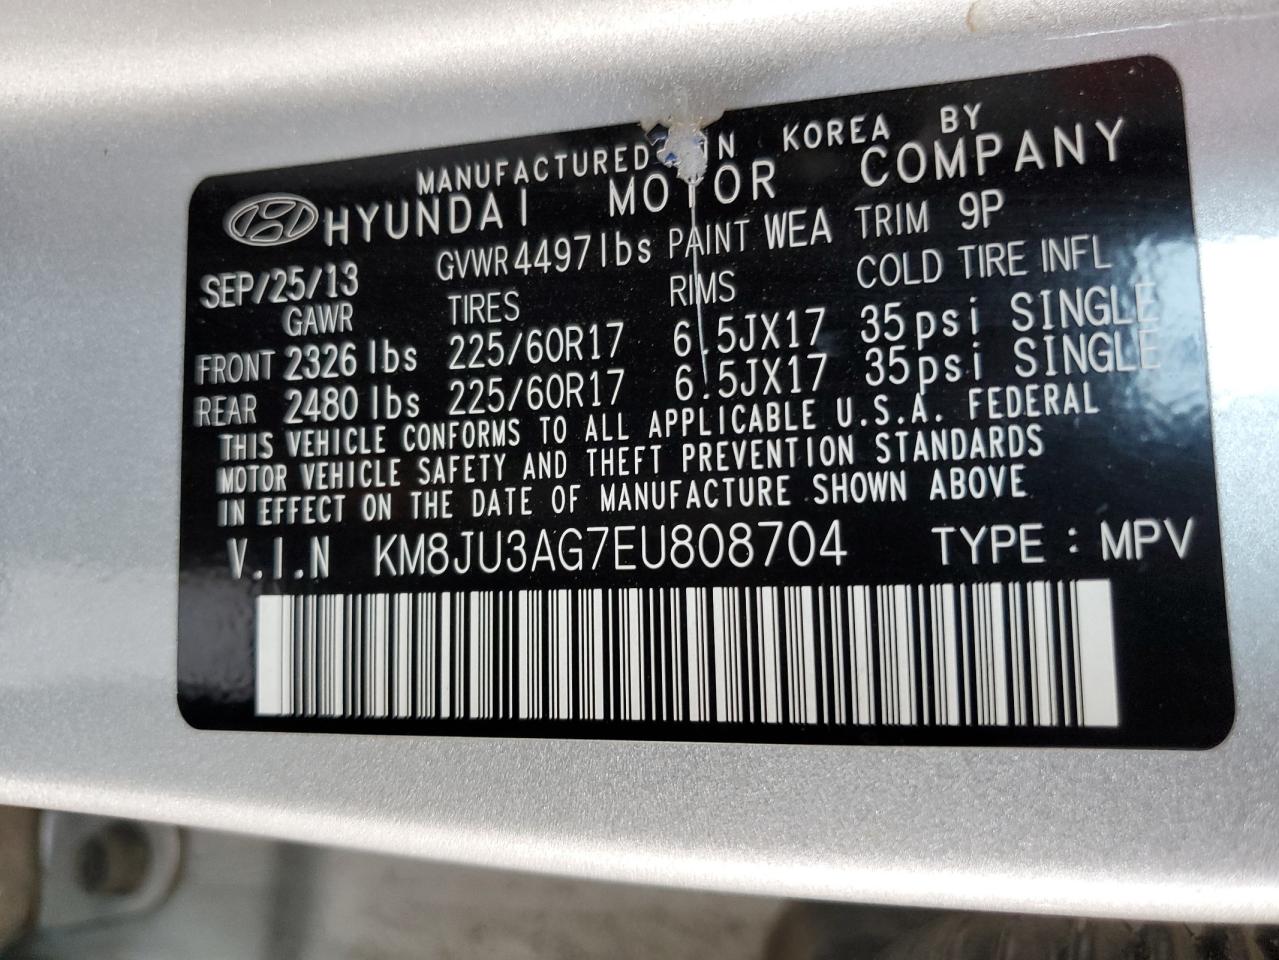 MANUFACTURED IN KOREA BY
HYUNDAI MOTOR COMPANY
SEP/25/13 GVWR 4497lbs PAINT WEA TRIM 9P
GAWR TIRES RIMS COLD TIRE INFL
FRONT 2326 lbs 225/60R17 6.5JX17 35psi SINGLE
REAR 2480 lbs 225/60R17 6.5JX17 35psi SINGLE
THIS VEHICLE CONFORMS TO ALL APPLICABLE U.S.A. FEDERAL
MOTOR VEHICLE SAFETY AND THEFT PREVENTION STANDARDS
IN EFFECT ON THE DATE OF MANUFACTURE SHOWN ABOVE
V.I.N KM8JU3AG7EU808704 TYPE : MPV